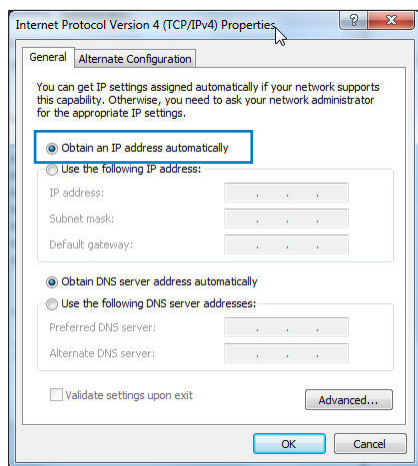 Internet Protocol Version 4 (TCP/IPv4) Properties
?
General
Alternate Configuration
You can get IP settings assigned automatically if your network supports
this capability. Otherwise, you need to ask your network administrator
for the appropriate IP settings.
Obtain an IP address automatically
Use the following IP address:
IP address:
Subnet mask:
Default gateway:
Obtain DNS server address automatically
Use the following DNS server addresses:
Preferred DNS server:
Alternate DNS server:
Validate settings upon exit
Advanced...
OK
Cancel